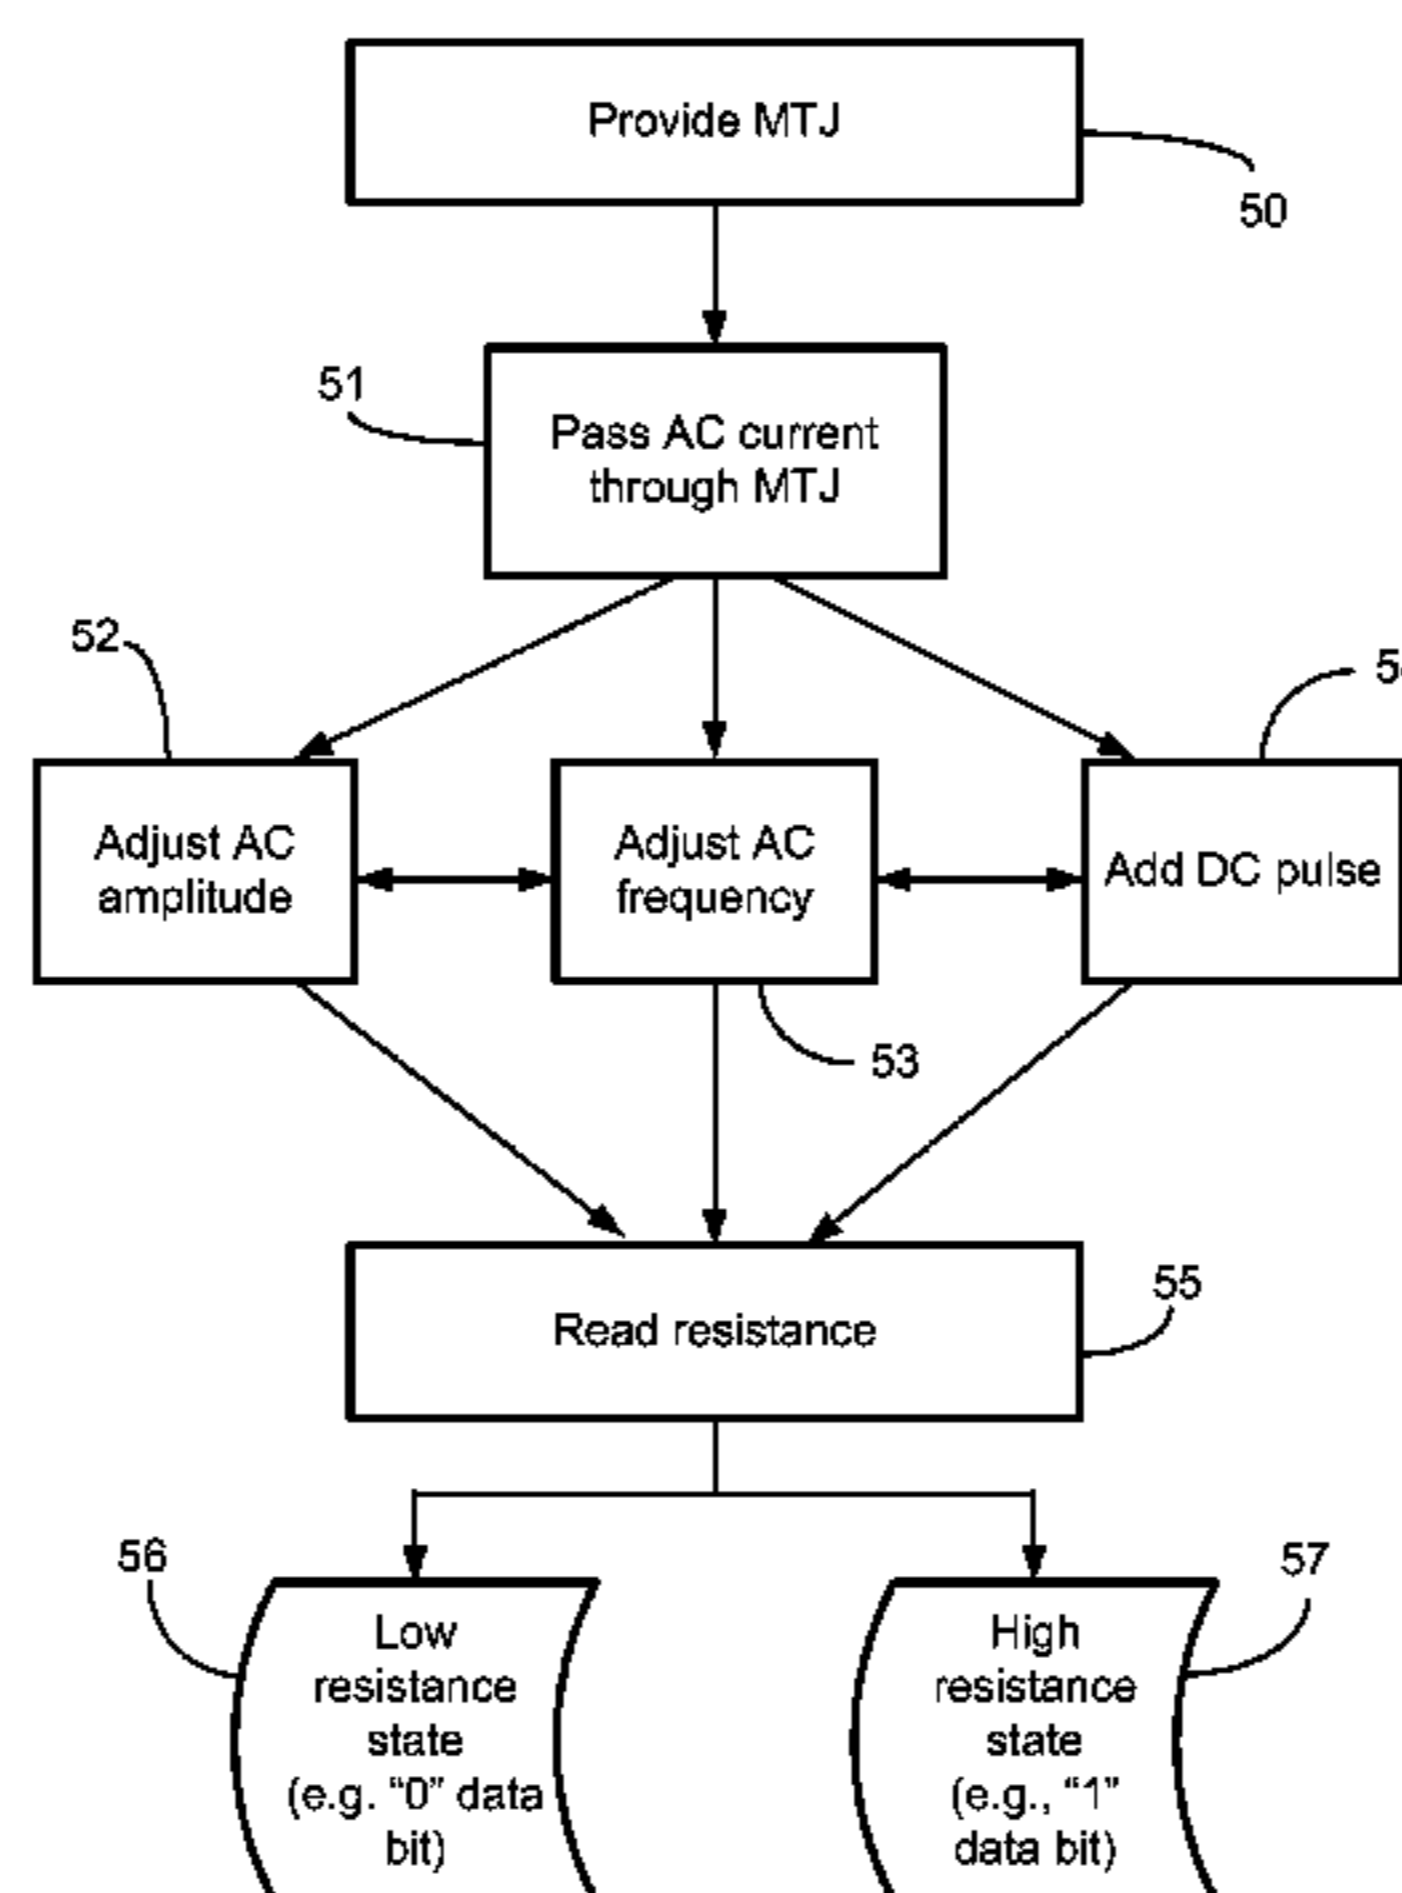 Provide MTJ
50
51
Pass AC current
through MTJ
52
Adjust AC
amplitude
Adjust AC
frequency
Add DC pulse
53
Read resistance
55
56
57
Low
resistance
state
(e.g. “0” data
bit)
High
resistance
state
(e.g., “1”
data bit)